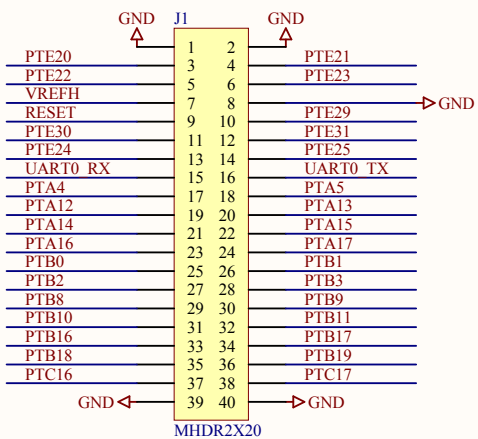 GND J1 GND
1 2
PTE20 3 4 PTE21
PTE22 5 6 PTE23
VREFH 7 8 GND
RESET 9 10 PTE29
PTE30 11 12 PTE31
PTE24 13 14 PTE25
UART0_RX 15 16 UART0_TX
PTA4 17 18 PTA5
PTA12 19 20 PTA13
PTA14 21 22 PTA15
PTA16 23 24 PTA17
PTB0 25 26 PTB1
PTB2 27 28 PTB3
PTB8 29 30 PTB9
PTB10 31 32 PTB11
PTB16 33 34 PTB17
PTB18 35 36 PTB19
PTC16 37 38 PTC17
GND 39 40 GND
MHDR2X20